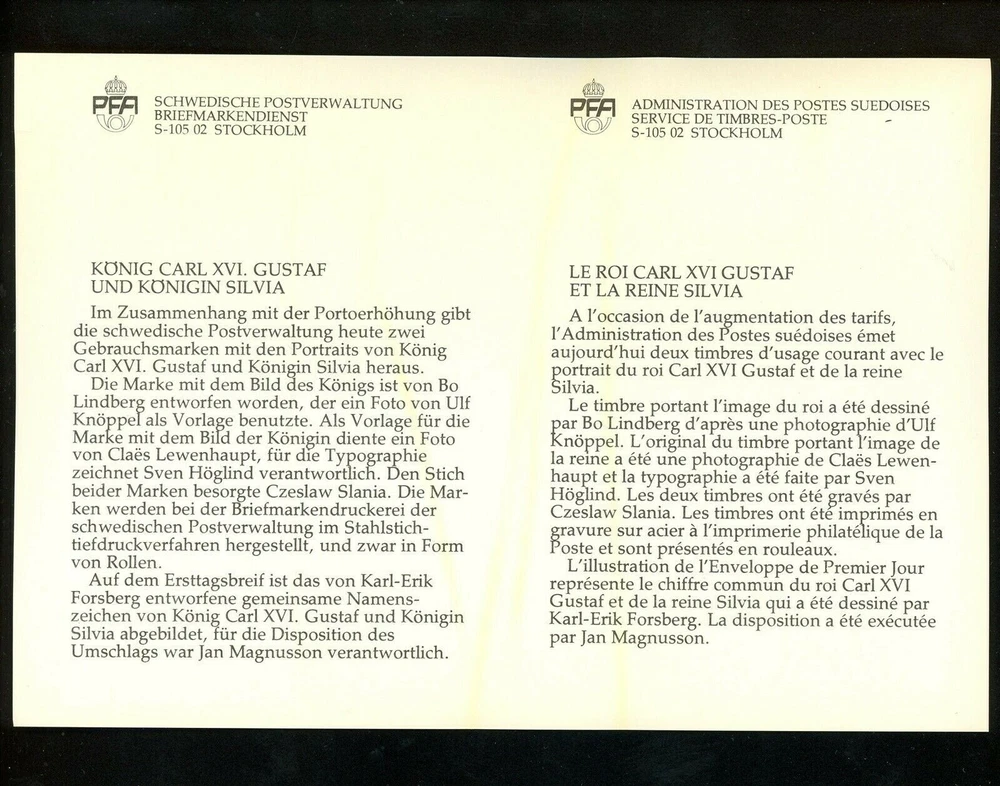 PFA
SCHWEDISCHE POSTVERWALTUNG
BRIEFMARKENDIENST
S-105 02 STOCKHOLM
KÖNIG CARL XVI. GUSTAF
UND KÖNIGIN SILVIA
Im Zusammenhang mit der Portoerhöhung gibt
die schwedische Postverwaltung heute zwei
Gebrauchsmarken mit den Portraits von König
Carl XVI. Gustaf und Königin Silvia heraus.
Die Marke mit dem Bild des Königs ist von Bo
Lindberg entworfen worden, der ein Foto von Ulf
Knöppel als Vorlage benutzte. Als Vorlage für die
Marke mit dem Bild der Königin diente ein Foto
von Claës Lewenhaupt, für die Typographie
zeichnet Sven Höglind verantwortlich. Den Stich
beider Marken besorgte Czeslaw Slania. Die Mar-
ken werden bei der Briefmarkendruckerei der
schwedischen Postverwaltung im Stahlstich-
tiefdruckverfahren hergestellt, und zwar in Form
von Rollen.
Auf dem Ersttagsbreif ist das von Karl-Erik
Forsberg entworfene gemeinsame Namens-
zeichen von König Carl XVI. Gustaf und Königin
Silvia abgebildet, für die Disposition des
Umschlags war Jan Magnusson verantwortlich.
PFA
ADMINISTRATION DES POSTES SUEDOISES
SERVICE DE TIMBRES-POSTE
S-105 02 STOCKHOLM
LE ROI CARL XVI GUSTAF
ET LA REINE SILVIA
A l'occasion de l'augmentation des tarifs,
l'Administration des Postes suédoises émet
aujourd'hui deux timbres d'usage courant avec le
portrait du roi Carl XVI Gustaf et de la reine
Silvia.
Le timbre portant l'image du roi a été dessiné
par Bo Lindberg d'après une photographie d'Ulf
Knöppel. L'original du timbre portant l'image de
la reine a été une photographie de Claës Lewen-
haupt et la typographie a été faite par Sven
Höglind. Les deux timbres ont été gravés par
Czeslaw Slania. Les timbres ont été imprimés en
gravure sur acier à l'imprimerie philatélique de la
Poste et sont présentés en rouleaux.
L'illustration de l'Enveloppe de Premier Jour
représente le chiffre commun du roi Carl XVI
Gustaf et de la reine Silvia qui a été dessiné par
Karl-Erik Forsberg. La disposition a été exécutée
par Jan Magnusson.